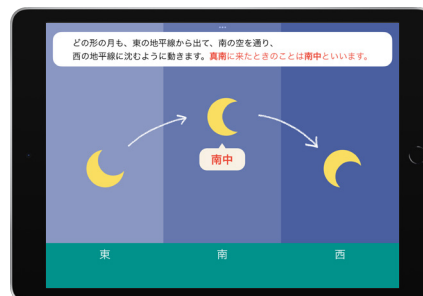 どの形の月も、東の地平線から出て、南の空を通り、
西の地平線に沈むように動きます。真南に来たときのことは南中といいます。
南中
東
南
西